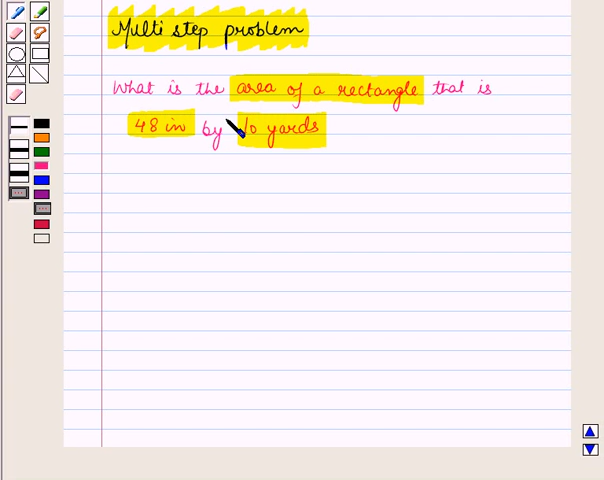 Multi step problem
What is the area of a rectangle that is
48 in by 10 yards